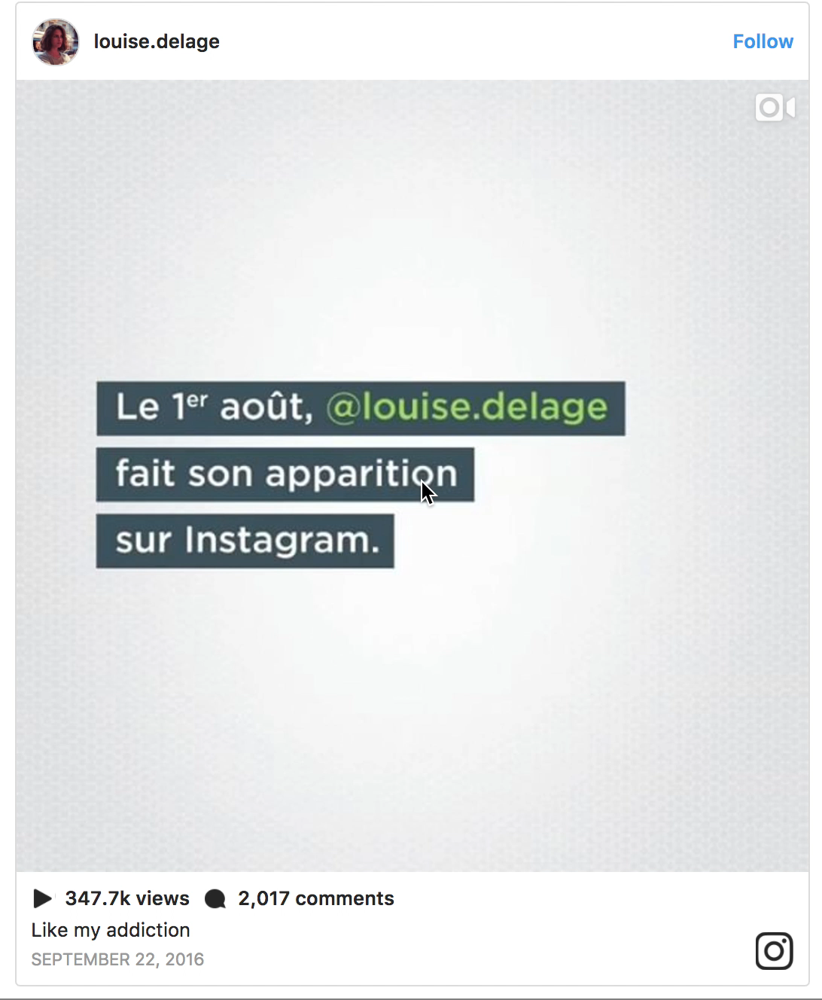 louise.delage
Follow
Le 1er août, @louise.delage
fait son apparition
sur Instagram.
347.7k views 2,017 comments
Like my addiction
SEPTEMBER 22, 2016